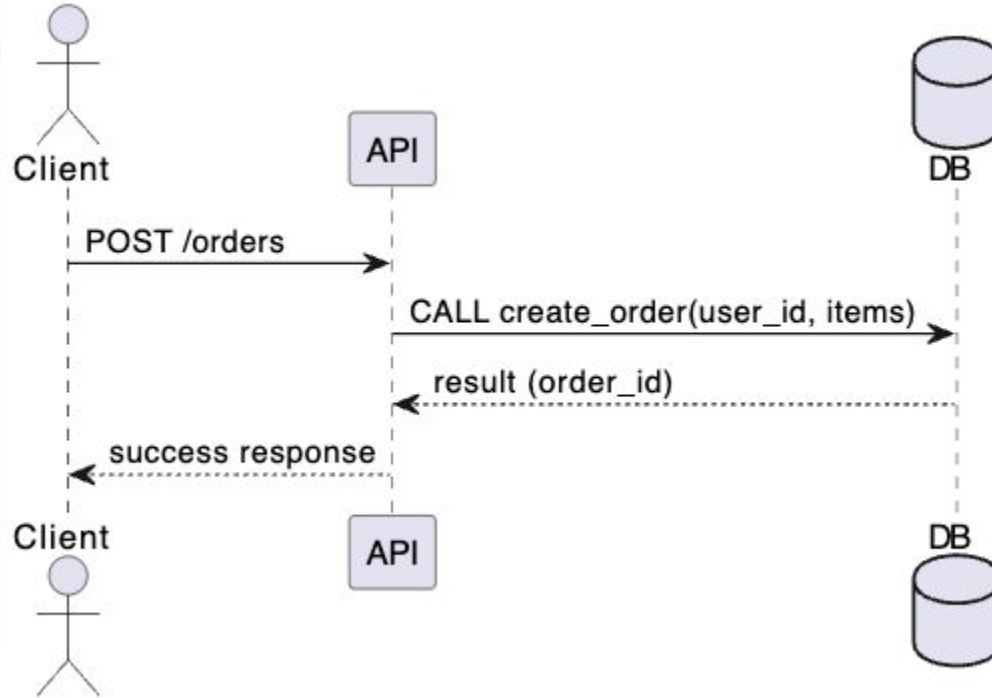 Client
API
DB
POST /orders
CALL create_order(user_id, items)
result (order_id)
success response
Client
API
DB